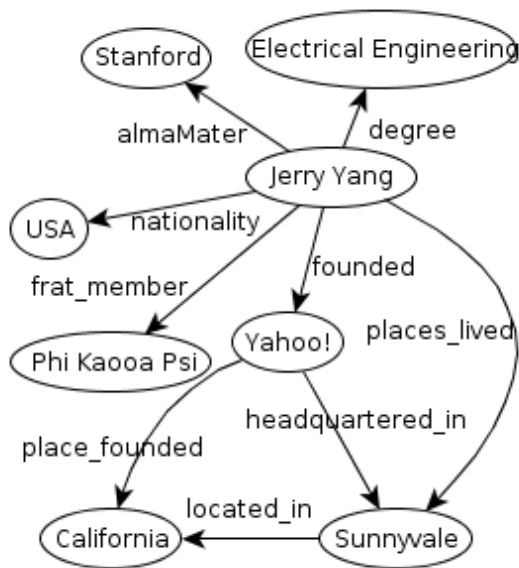 Stanford
Electrical Engineering
almaMater
degree
Jerry Yang
USA
nationality
founded
frat_member
places_lived
Yahoo!
Phi Kaooa Psi
headquartered_in
place_founded
located_in
California
Sunnyvale